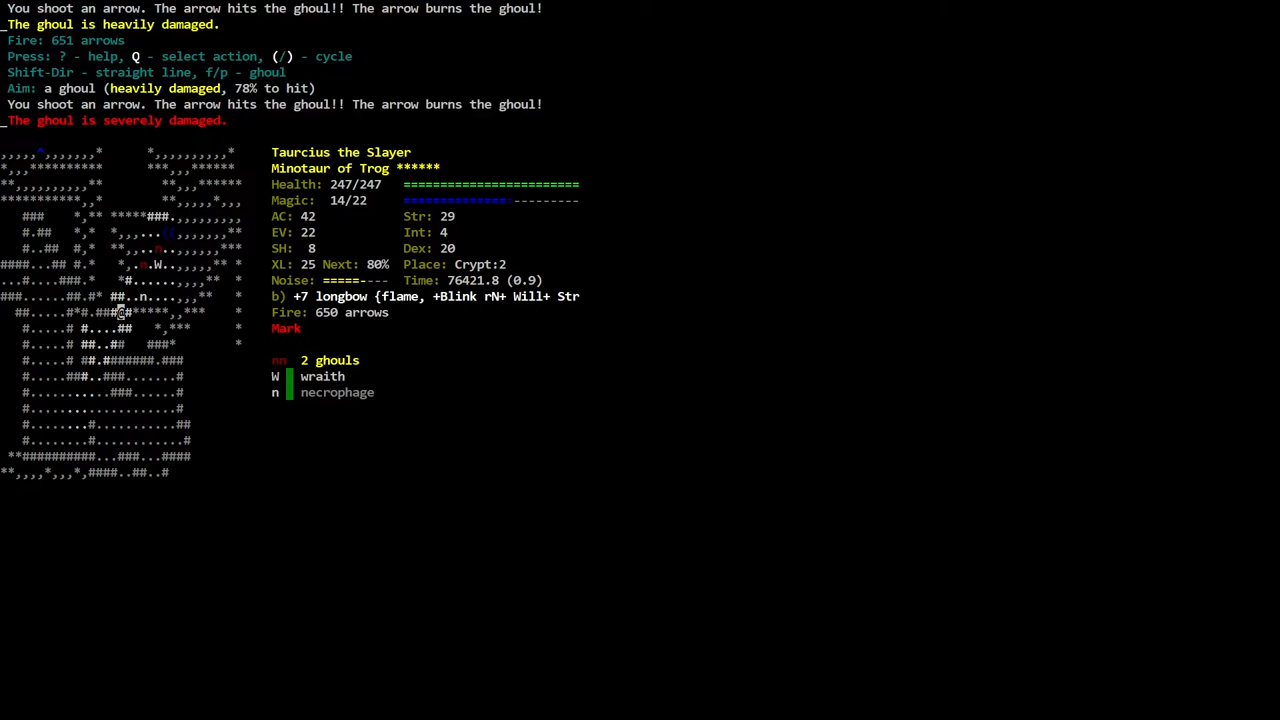 You shoot an arrow. The arrow hits the ghoul!! The arrow burns the ghoul!
_The ghoul is heavily damaged.
Fire: 651 arrows
Press: ? - help, Q - select action, (/) - cycle
Shift-Dir - straight line, f/p - ghoul
Aim: a ghoul (heavily damaged, 78% to hit)
You shoot an arrow. The arrow hits the ghoul!! The arrow burns the ghoul!
_The ghoul is severely damaged.
Taurcius the Slayer
Minotaur of Trog ******
Health: 247/247 ========================
Magic: 14/22 ===============---------
AC: 42 Str: 29
EV: 22 Int: 4
SH: 8 Dex: 20
XL: 25 Next: 80% Place: Crypt:2
Noise: =====---- Time: 76421.8 (0.9)
b) +7 longbow {flame, +Blink rN+ Will+ Str
Fire: 650 arrows
Mark
nn 2 ghouls
W wraith
n necrophage